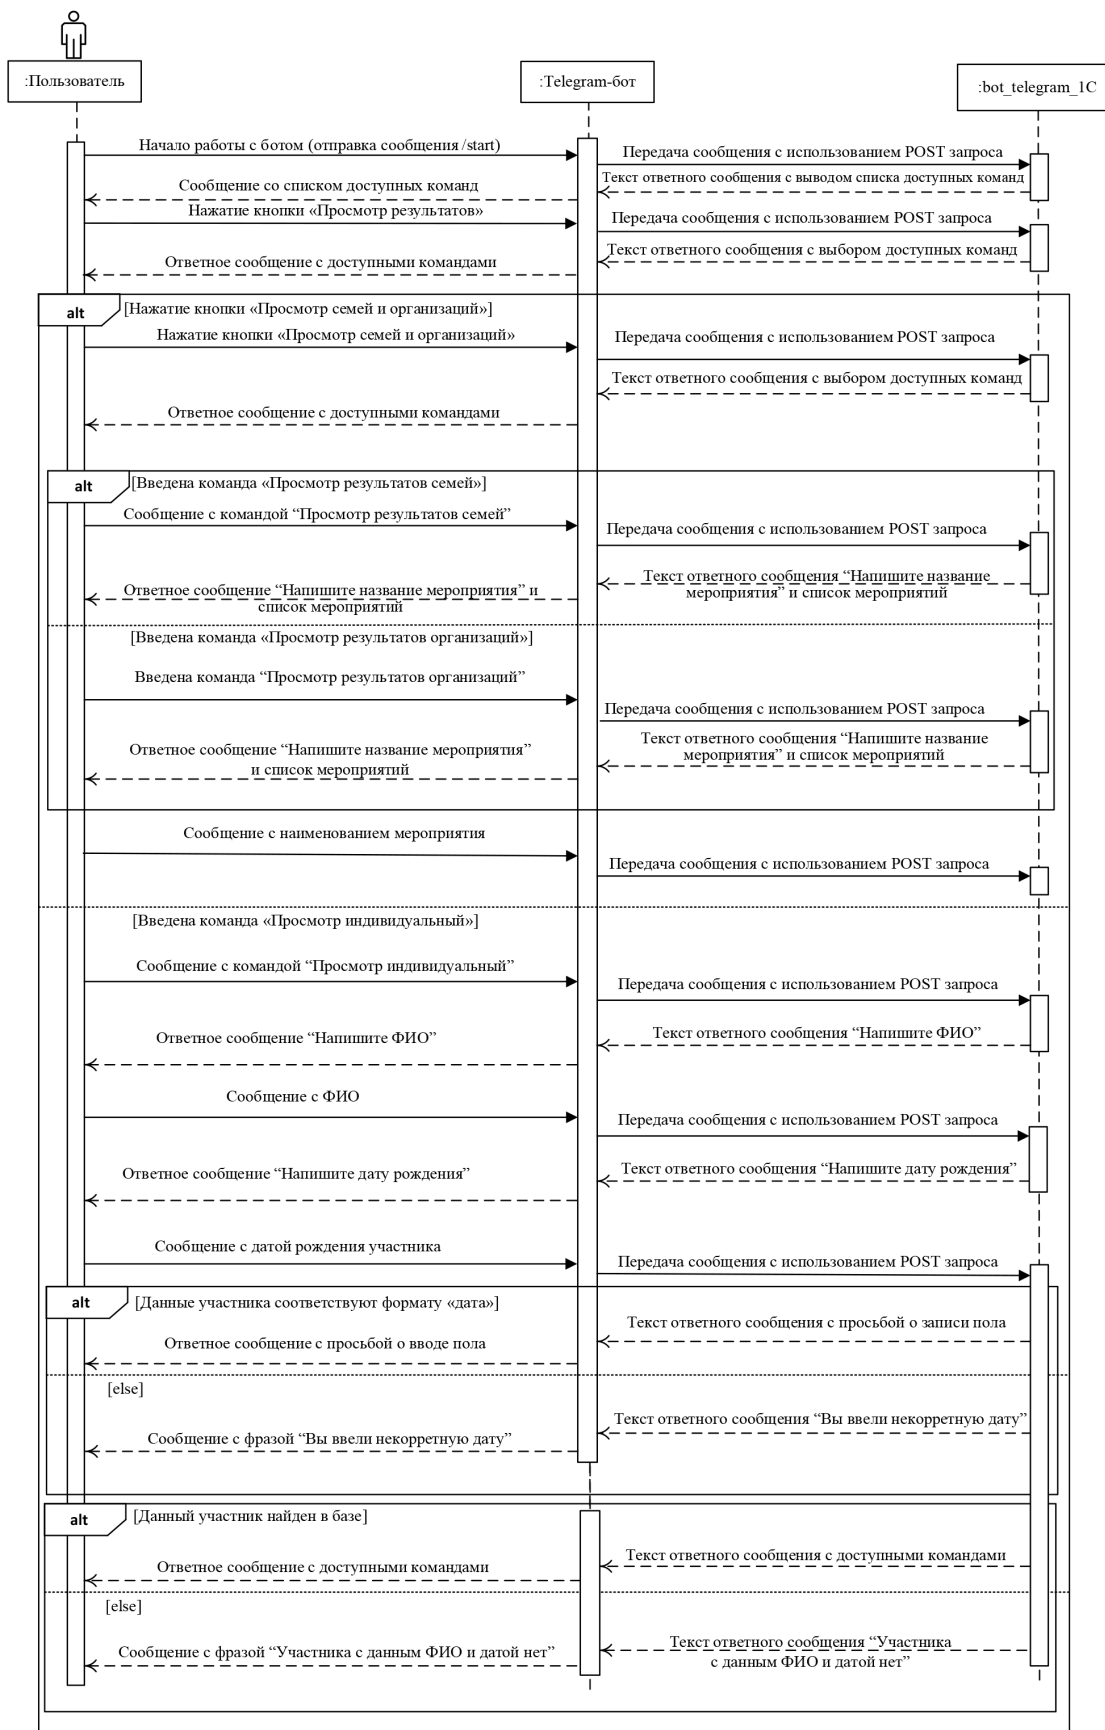 :Пользователь
:Telegram-бот
:bot_telegram_1C
Начало работы с ботом (отправка сообщения /start)
Передача сообщения с использованием POST запроса
Текст ответного сообщения с выводом списка доступных команд
Сообщение со списком доступных команд
Нажатие кнопки «Просмотр результатов»
Передача сообщения с использованием POST запроса
Текст ответного сообщения с выбором доступных команд
Ответное сообщение с доступными командами
alt
[Нажатие кнопки «Просмотр семей и организаций»]
Нажатие кнопки «Просмотр семей и организаций»
Передача сообщения с использованием POST запроса
Текст ответного сообщения с выбором доступных команд
Ответное сообщение с доступными командами
alt
[Введена команда «Просмотр результатов семей»]
Сообщение с командой “Просмотр результатов семей”
Передача сообщения с использованием POST запроса
Текст ответного сообщения “Напишите название
мероприятия” и список мероприятий
Ответное сообщение “Напишите название мероприятия” и
список мероприятий
[Введена команда «Просмотр результатов организаций»]
Введена команда “Просмотр результатов организаций”
Передача сообщения с использованием POST запроса
Текст ответного сообщения “Напишите название
мероприятия” и список мероприятий
Ответное сообщение “Напишите название мероприятия”
и список мероприятий
Сообщение с наименованием мероприятия
Передача сообщения с использованием POST запроса
[Введена команда «Просмотр индивидуальный»]
Сообщение с командой “Просмотр индивидуальный”
Передача сообщения с использованием POST запроса
Текст ответного сообщения “Напишите ФИО”
Ответное сообщение “Напишите ФИО”
Сообщение с ФИО
Передача сообщения с использованием POST запроса
Текст ответного сообщения “Напишите дату рождения”
Ответное сообщение “Напишите дату рождения”
Сообщение с датой рождения участника
Передача сообщения с использованием POST запроса
alt
[Данные участника соответствуют формату «дата»]
Текст ответного сообщения с просьбой о записи пола
Ответное сообщение с просьбой о вводе пола
[else]
Текст ответного сообщения “Вы ввели некорретную дату”
Сообщение с фразой “Вы ввели некорретную дату”
alt
[Данный участник найден в базе]
Текст ответного сообщения с доступными командами
Ответное сообщение с доступными командами
[else]
Текст ответного сообщения “Участника
с данным ФИО и датой нет”
Сообщение с фразой “Участника с данным ФИО и датой нет”